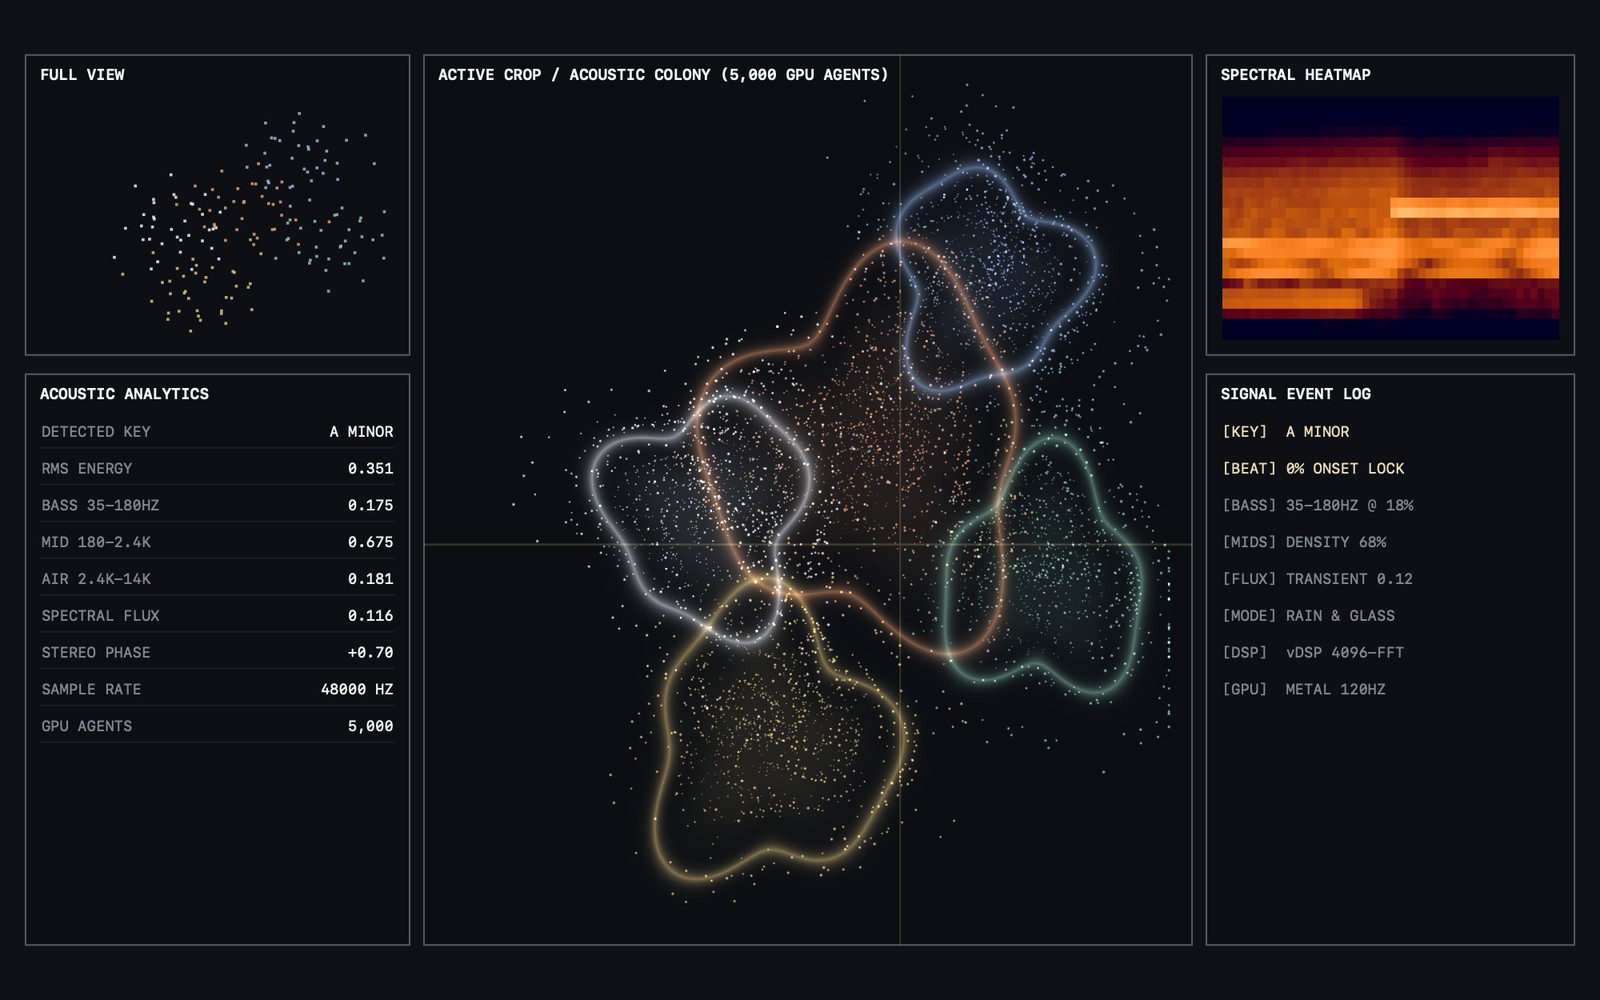 FULL VIEW
ACOUSTIC ANALYTICS
DETECTED KEY A MINOR
RMS ENERGY 0.351
BASS 35–180HZ 0.175
MID 180–2.4K 0.675
AIR 2.4K–14K 0.181
SPECTRAL FLUX 0.116
STEREO PHASE +0.70
SAMPLE RATE 48000 HZ
GPU AGENTS 5,000
ACTIVE CROP / ACOUSTIC COLONY (5,000 GPU AGENTS)
SPECTRAL HEATMAP
SIGNAL EVENT LOG
[KEY] A MINOR
[BEAT] 0% ONSET LOCK
[BASS] 35–180HZ @ 18%
[MIDS] DENSITY 68%
[FLUX] TRANSIENT 0.12
[MODE] RAIN & GLASS
[DSP] vDSP 4096–FFT
[GPU] METAL 120HZ